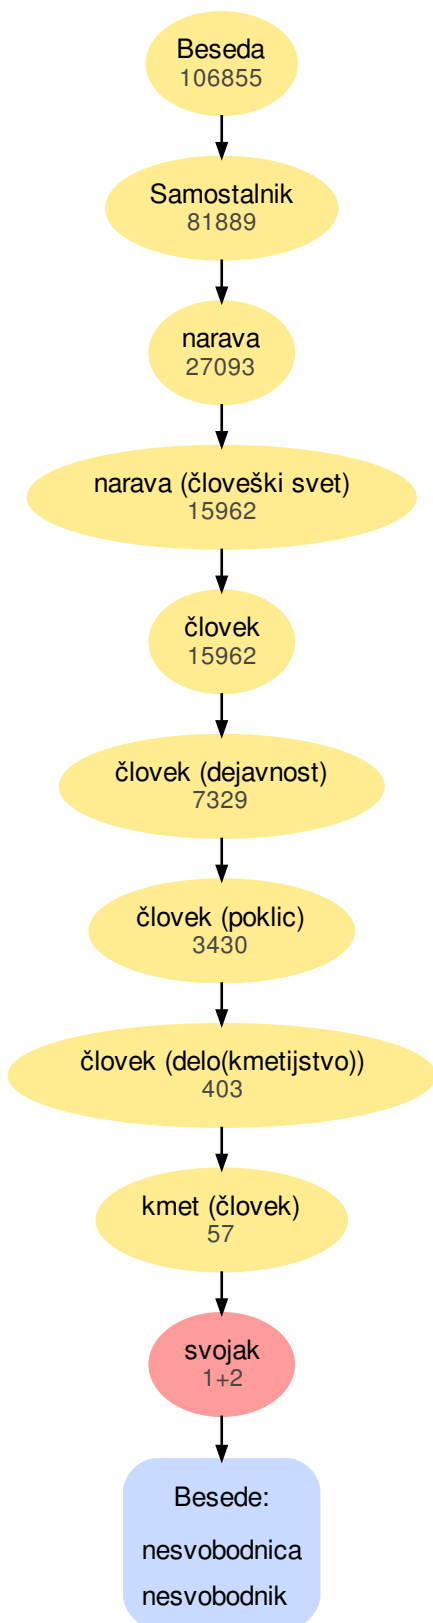 Beseda
106855
Samostalnik
81889
narava
27093
narava (človeški svet)
15962
človek
15962
človek (dejavnost)
7329
človek (poklic)
3430
človek (delo(kmetijstvo))
403
kmet (človek)
57
svojak
1+2
Besede:
nesvobodnica
nesvobodnik